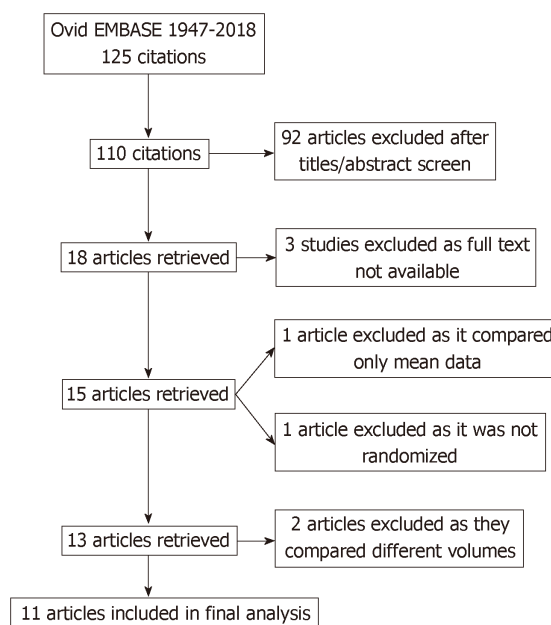 Ovid EMBASE 1947-2018
125 citations
110 citations
92 articles excluded after
titles/abstract screen
18 articles retrieved
3 studies excluded as full text
not available
1 article excluded as it compared
only mean data
15 articles retrieved
1 article excluded as it was not
randomized
13 articles retrieved
2 articles excluded as they
compared different volumes
11 articles included in final analysis